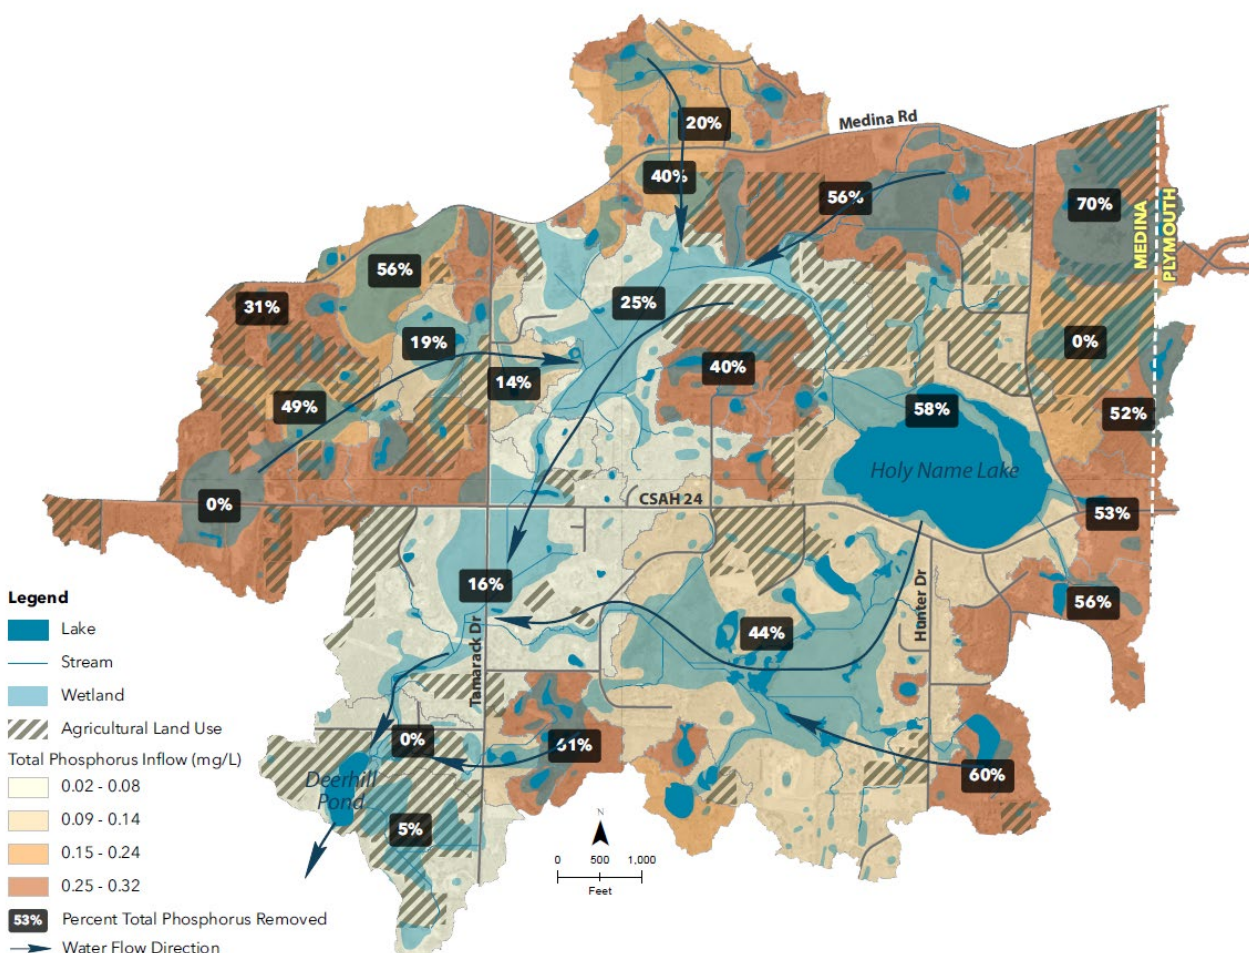 Medina Rd
20%
40%
56%
70%
MEDINA
PLYMOUTH
56%
31%
25%
19%
0%
14%
40%
49%
58%
52%
Holy Name Lake
CSAH 24
0%
53%
16%
Hunter Dr
56%
44%
Tamarack Dr
0%
61%
60%
Deerhill
Pond
5%
N
0 500 1,000
Feet
Legend
Lake
Stream
Wetland
Agricultural Land Use
Total Phosphorus Inflow (mg/L)
0.02 - 0.08
0.09 - 0.14
0.15 - 0.24
0.25 - 0.32
53% Percent Total Phosphorus Removed
Water Flow Direction